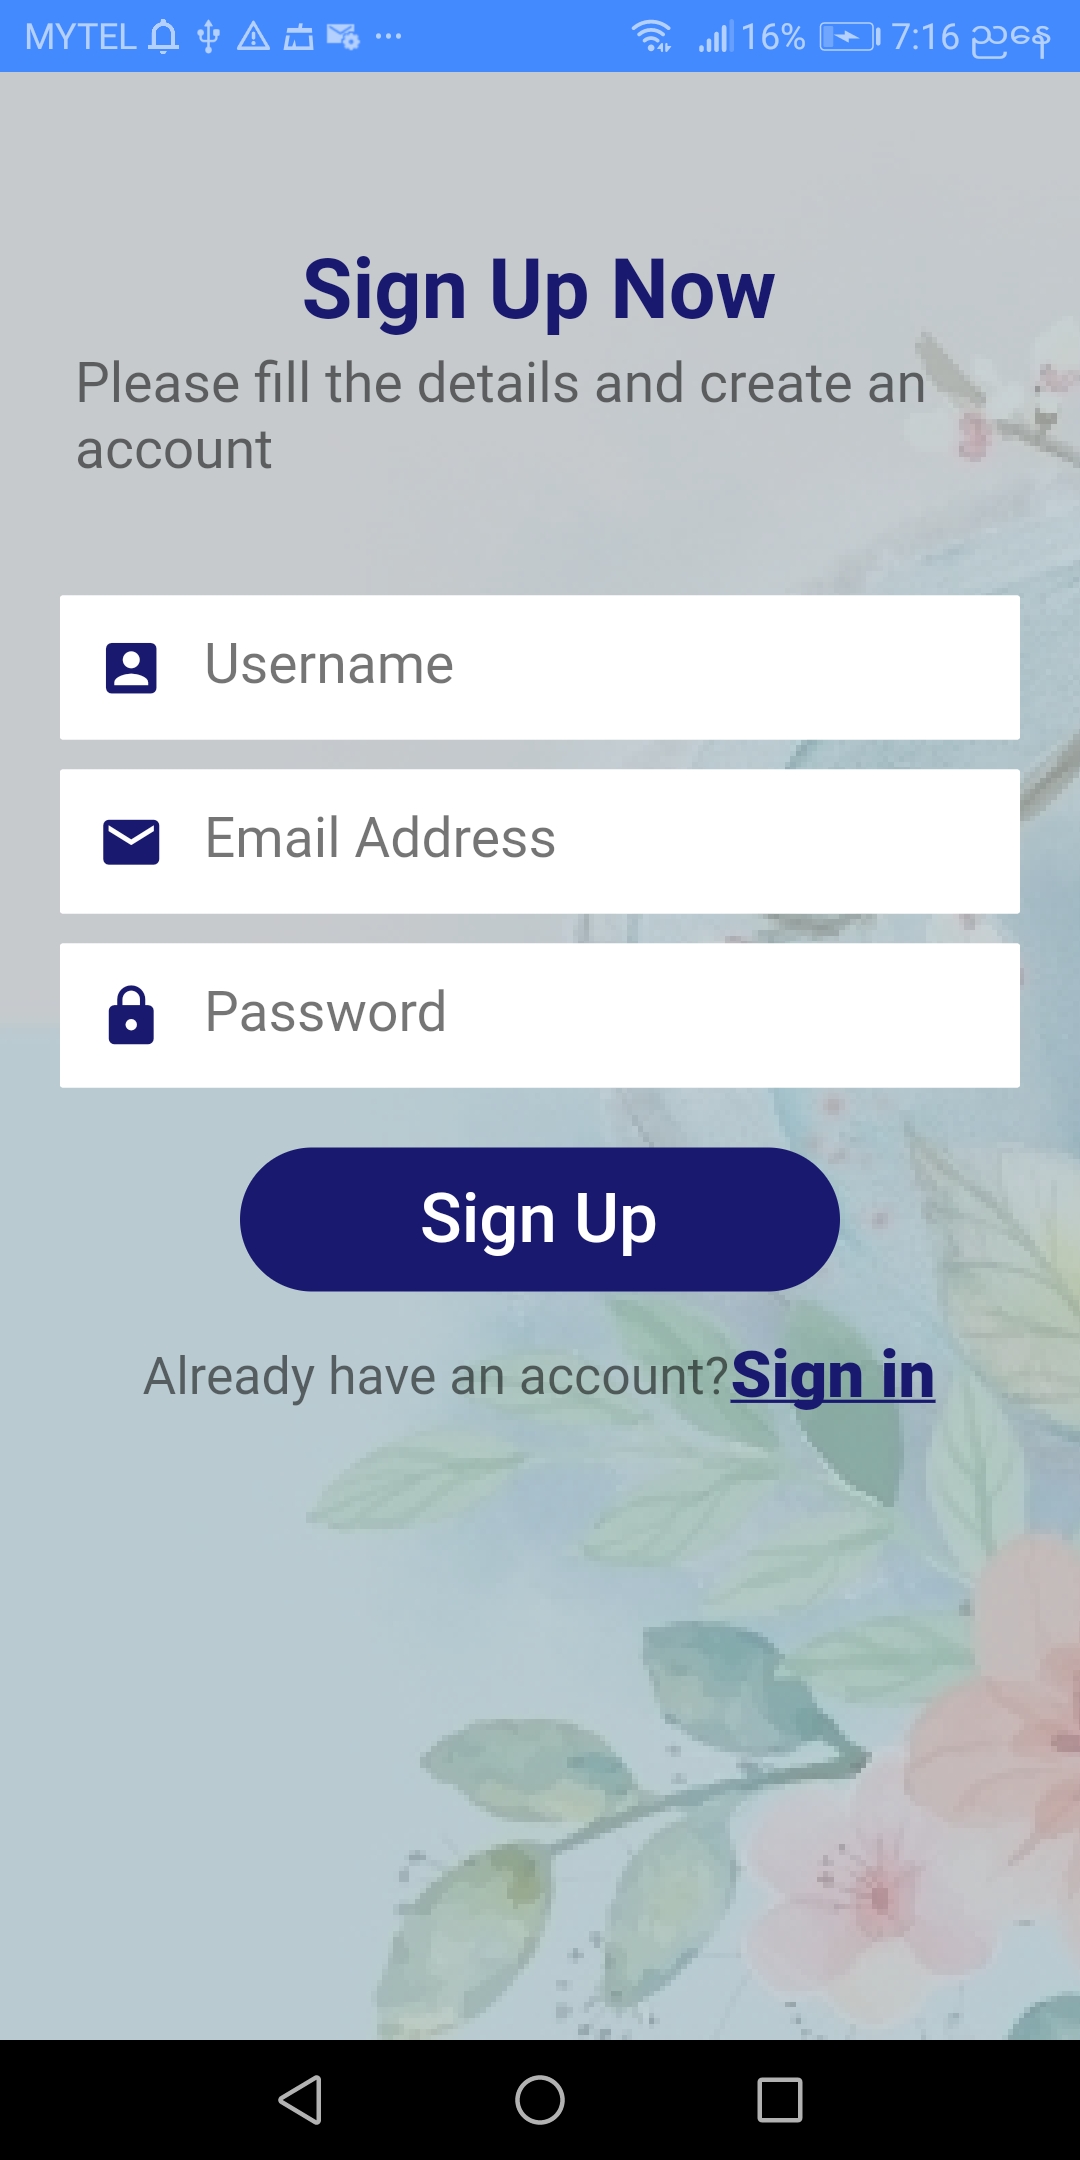 MYTEL 16% 7:16 ညနေ
Sign Up Now
Please fill the details and create an
account
Username
Email Address
Password
Sign Up
Already have an account?Sign in